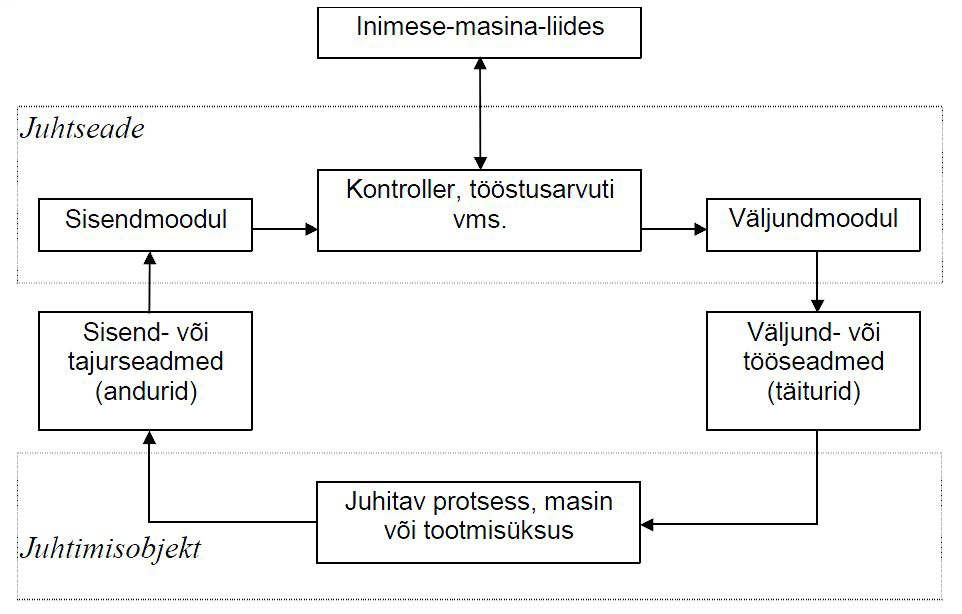 Inimese-masina-liides
Juhtseade
Kontroller, tööstusarvuti
vms.
Sisendmoodul
Väljundmoodul
Sisend- või
tajurseadmed
(andurid)
Väljund- või
tööseadmed
(täiturid)
Juhitav protsess, masin
või tootmisüksus
Juhtimisobjekt